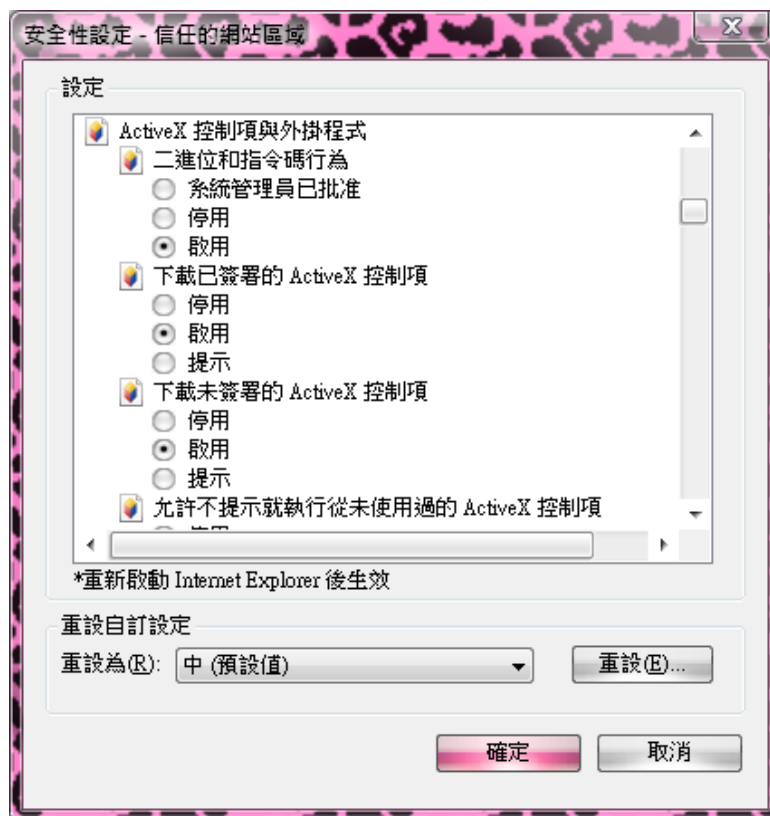 安全性設定 - 信任的網站區域
設定
ActiveX 控制項與外掛程式
二進位和指令碼行為
系統管理員已批准
停用
啟用
下載已簽署的 ActiveX 控制項
停用
啟用
提示
下載未簽署的 ActiveX 控制項
停用
啟用
提示
允許不提示就執行從未使用過的 ActiveX 控制項
*重新啟動 Internet Explorer 後生效
重設自訂設定
重設為(R): 中 (預設值) 重設(E)...
確定 取消